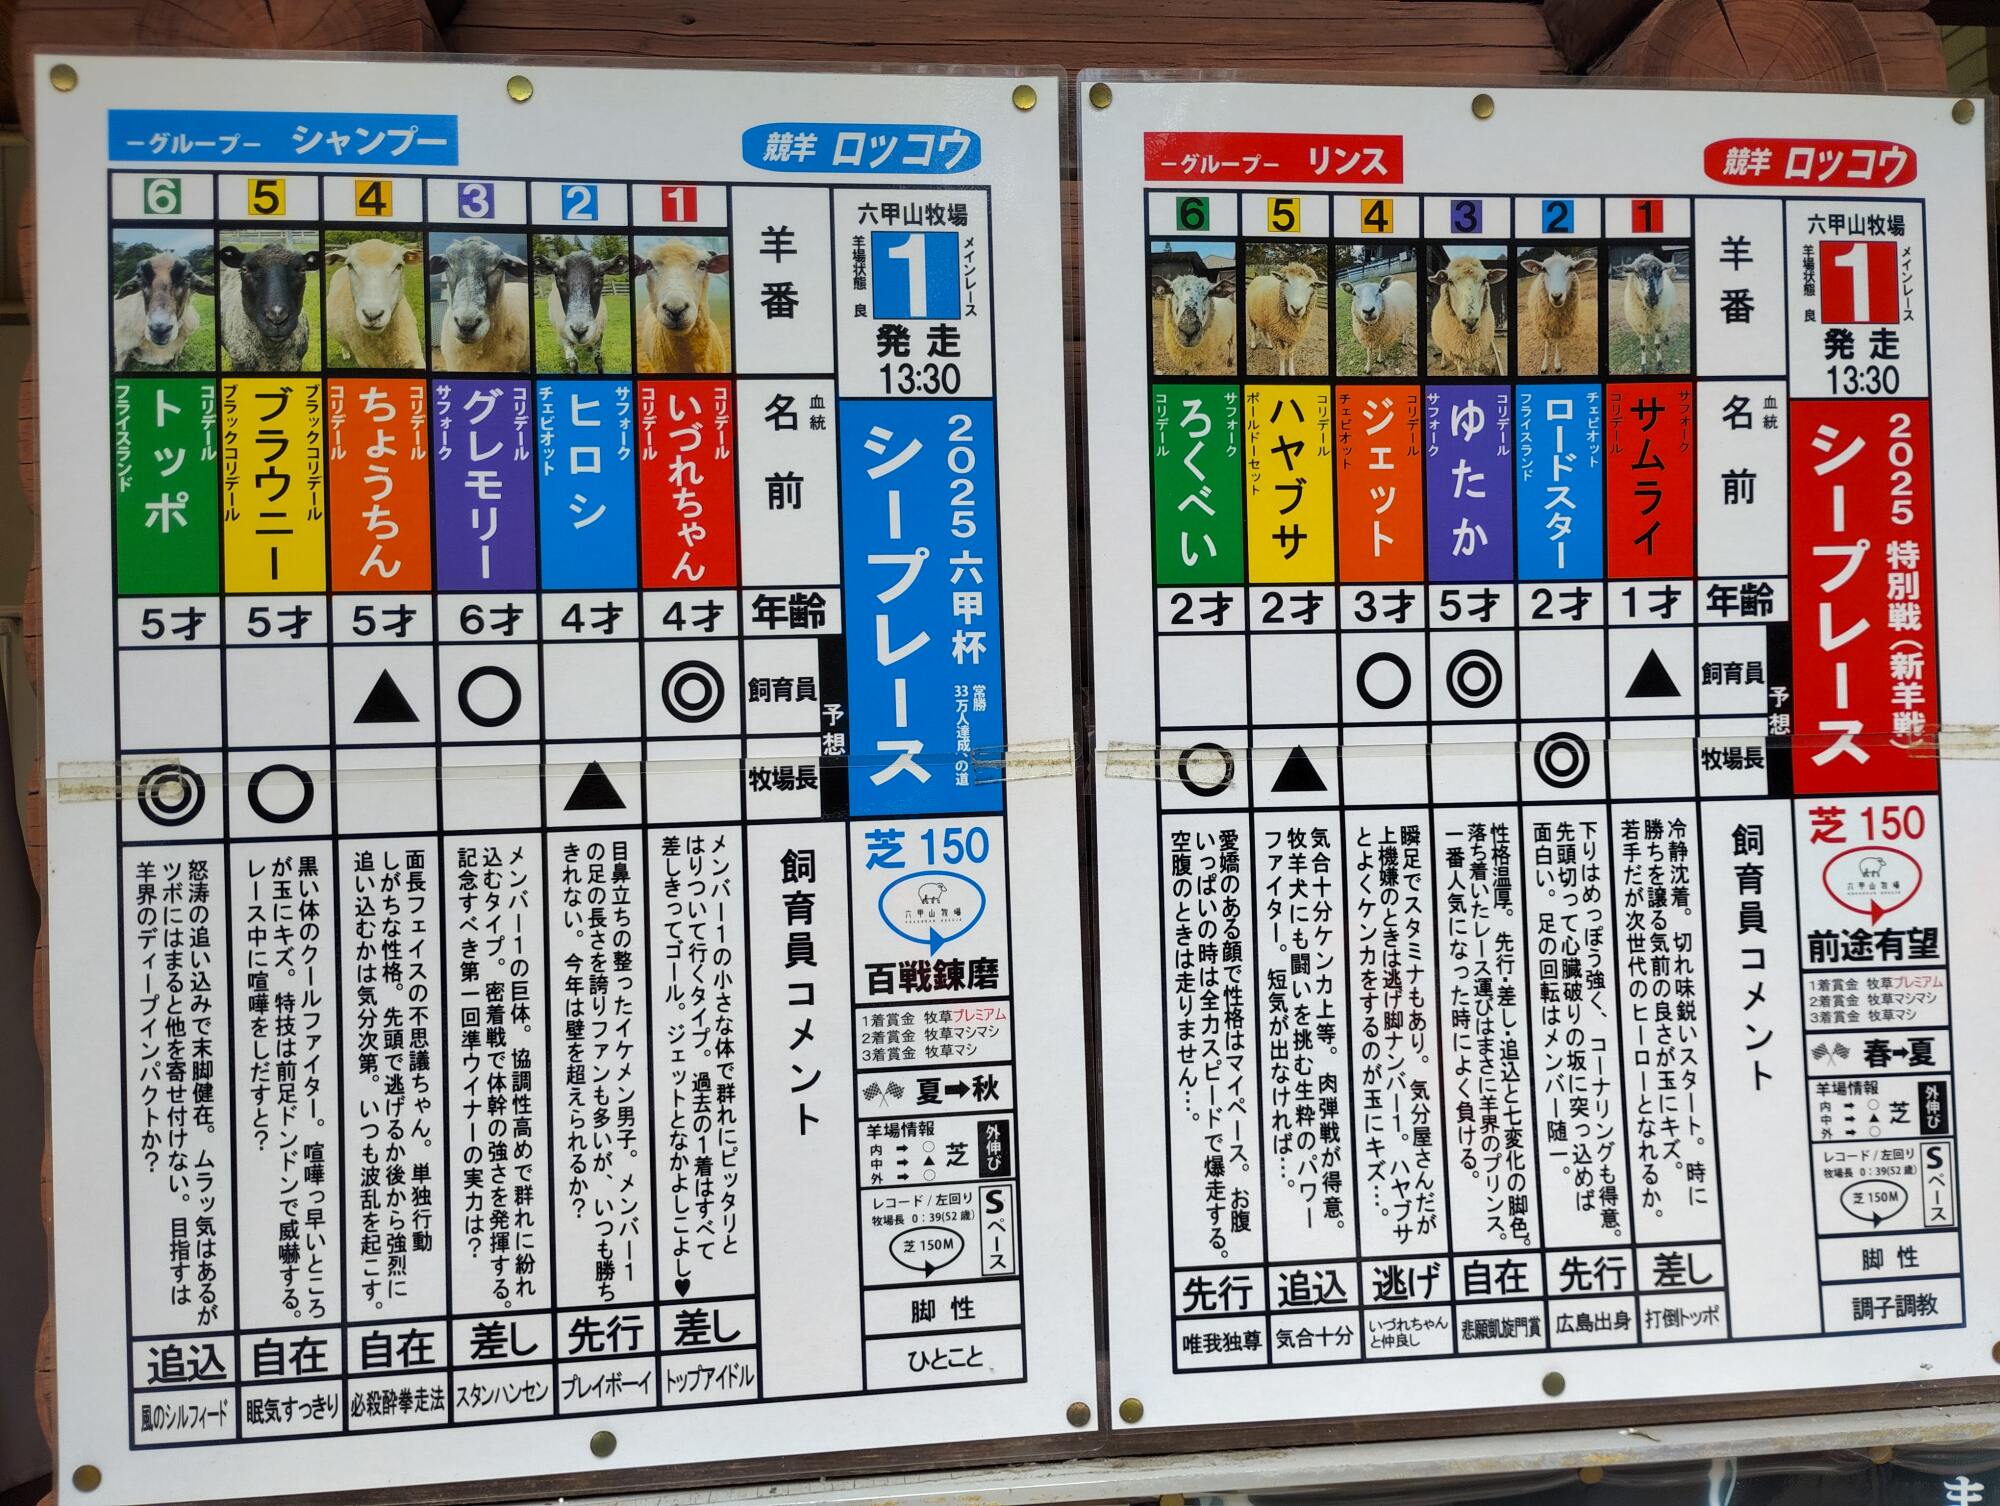 ーグループー シャンプー
競羊 ロッコウ
6
5
4
3
2
1
羊番
六甲山牧場
メインレース
1
羊場状態 良
発走
13:30
コリデール
トッポ
フライスランド
ブラックコリデール
ブラウニー
ブラックコリデール
コリデール
ちょうちん
コリデール
コリデール
グレモリー
サフォーク
サフォーク
ヒロシ
チェビオット
コリデール
いづれちゃん
コリデール
血統
名前
2025 六甲杯
常勝
33万人達成への道
シープレース
5才
5才
5才
6才
4才
4才
年齢
▲
○
◎
飼育員
予想
◎
○
▲
牧場長
飼育員コメント
メンバー1の小さな体で群れにピッタリと
はりついて行くタイプ。過去の1着はすべて
差しきってゴール。ジェットとなかよしこよし♥
目鼻立ちの整ったイケメン男子。メンバー1
の足の長さを誇りファンも多いが、いつも勝ち
きれない。今年は壁を超えられるか?
メンバー1の巨体。協調性高めで群れに紛れ
込むタイプ。密着戦で体幹の強さを発揮する。
記念すべき第一回準ウイナーの実力は?
面長フェイスの不思議ちゃん。単独行動
しがちな性格。先頭で逃げるか後から強烈に
追い込むかは気分次第。いつも波乱を起こす。
黒い体のクールファイター。喧嘩っ早いところ
が玉にキズ。特技は前足ドンドンで威嚇する。
レース中に喧嘩をしだすと?
怒涛の追い込みで末脚健在。ムラッ気はあるが
ツボにはまると他を寄せ付けない。目指すは
羊界のディープインパクトか?
芝 150
六甲山牧場
百戦錬磨
1着賞金 牧草プレミアム
2着賞金 牧草マシマシ
3着賞金 牧草マシ
夏➡秋
羊場情報
内 ➡ ○
中 ➡ ▲
外 ➡ ○
芝
外伸び
レコード / 左回り
牧場長 0:39(52歳)
芝 150M
Sペース
追込
自在
自在
差し
先行
差し
脚性
風のシルフィード
眠気すっきり
必殺酔拳走法
スタンハンセン
プレイボーイ
トップアイドル
ひとこと
ーグループー リンス
競羊 ロッコウ
6
5
4
3
2
1
羊番
六甲山牧場
メインレース
1
羊場状態 良
発走
13:30
サフォーク
ろくべい
コリデール
コリデール
ハヤブサ
ポールドーセット
コリデール
ジェット
チェビオット
コリデール
ゆたか
サフォーク
チェビオット
ロードスター
フライスランド
サフォーク
サムライ
コリデール
血統
名前
2025 特別戦(新羊戦)
シープレース
2才
2才
3才
5才
2才
1才
年齢
○
◎
▲
飼育員
予想
○
▲
◎
牧場長
飼育員コメント
冷静沈着。切れ味鋭いスタート。時に
勝ちを譲る気前の良さが玉にキズ。
若手だが次世代のヒーローとなれるか。
下りはめっぽう強く、コーナリングも得意。
先頭切って心臓破りの坂に突っ込めば
面白い。足の回転はメンバー随一。
性格温厚。先行・差し・追込と七変化の脚色。
落ち着いたレース運びはまさに羊界のプリンス。
一番人気になった時によく負ける。
瞬足でスタミナもあり。気分屋さんだが
上機嫌のときは逃げ脚ナンバー1。ハヤブサ
とよくケンカをするのが玉にキズ…。
気合十分ケンカ上等。肉弾戦が得意。
牧羊犬にも闘いを挑む生粋のパワー
ファイター。短気が出なければ…。
愛嬌のある顔で性格はマイペース。お腹
いっぱいの時は全力スピードで爆走する。
空腹のときは走りません…。
芝 150
六甲山牧場
前途有望
1着賞金 牧草プレミアム
2着賞金 牧草マシマシ
3着賞金 牧草マシ
春➡夏
羊場情報
内 ➡ ○
中 ➡ ▲
外 ➡ ○
芝
外伸び
レコード / 左回り
牧場長 0:39(52歳)
芝 150M
Sペース
先行
追込
逃げ
自在
先行
差し
脚性
唯我独尊
気合十分
いづれちゃん
と仲良し
悲願凱旋門賞
広島出身
打倒トッポ
調子調教